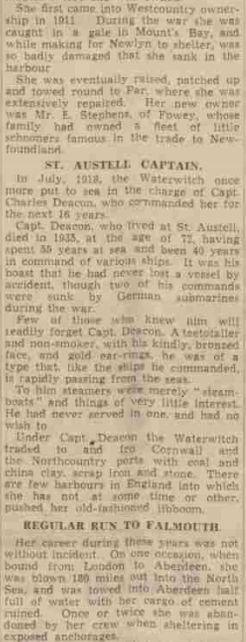 She first came into Westcountry owner-
ship in 1911. During the war she was
caught in a gale in Mount's Bay, and
while making for Newlyn to shelter, was
so badly damaged that she sank in the
harbour
She was eventually raised, patched up
and towed round to Par, where she was
extensively repaired. Her new owner
was Mr. E. Stephens, of Fowey, whose
family had owned a fleet of little
schooners famous in the trade to New-
foundland.
ST. AUSTELL CAPTAIN.
In July, 1918, the Waterwitch once
more put to sea in the charge of Capt.
Charles Deacon, who commanded her for
the next 16 years.
Capt. Deacon, who lived at St. Austell,
died in 1935, at the age of 77, having
spent 53 years at sea and been 40 years
in command of various ships. It was his
boast that he had never lost a vessel by
accident, though two of his commands
were sunk by German submarines
during the war.
Few of those who knew him will
readily forget Capt. Deacon. A teetotaller
and non-smoker, with his kindly, bronzed
face, and gold ear-rings, he was of a
type that, like the ships he commanded,
is rapidly passing from the seas.
To him steamers were merely "steam-
boats" and things of very little interest.
He had never served in one, and had no
wish to
Under Capt. Deacon the Waterwitch
traded to and fro Cornwall and
the Northcountry ports with coal and
china clay, scrap iron and stone. There
are few harbours in England into which
she has not at some time or other,
pushed her old-fashioned jibboom.
REGULAR RUN TO FALMOUTH.
Her career during these years was not
without incident. On one occasion, when
bound from London to Aberdeen, she
was blown 180 miles out into the North
Sea, and was towed into Aberdeen half
full of water with her cargo of cement
ruined. Once or twice she was aban-
doned by her crew when sheltering in
exposed anchorages.